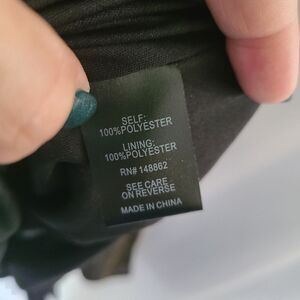 SELF:
100%POLYESTER
LINING:
100%POLYESTER
RN# 148862
SEE CARE
ON REVERSE
MADE IN CHINA